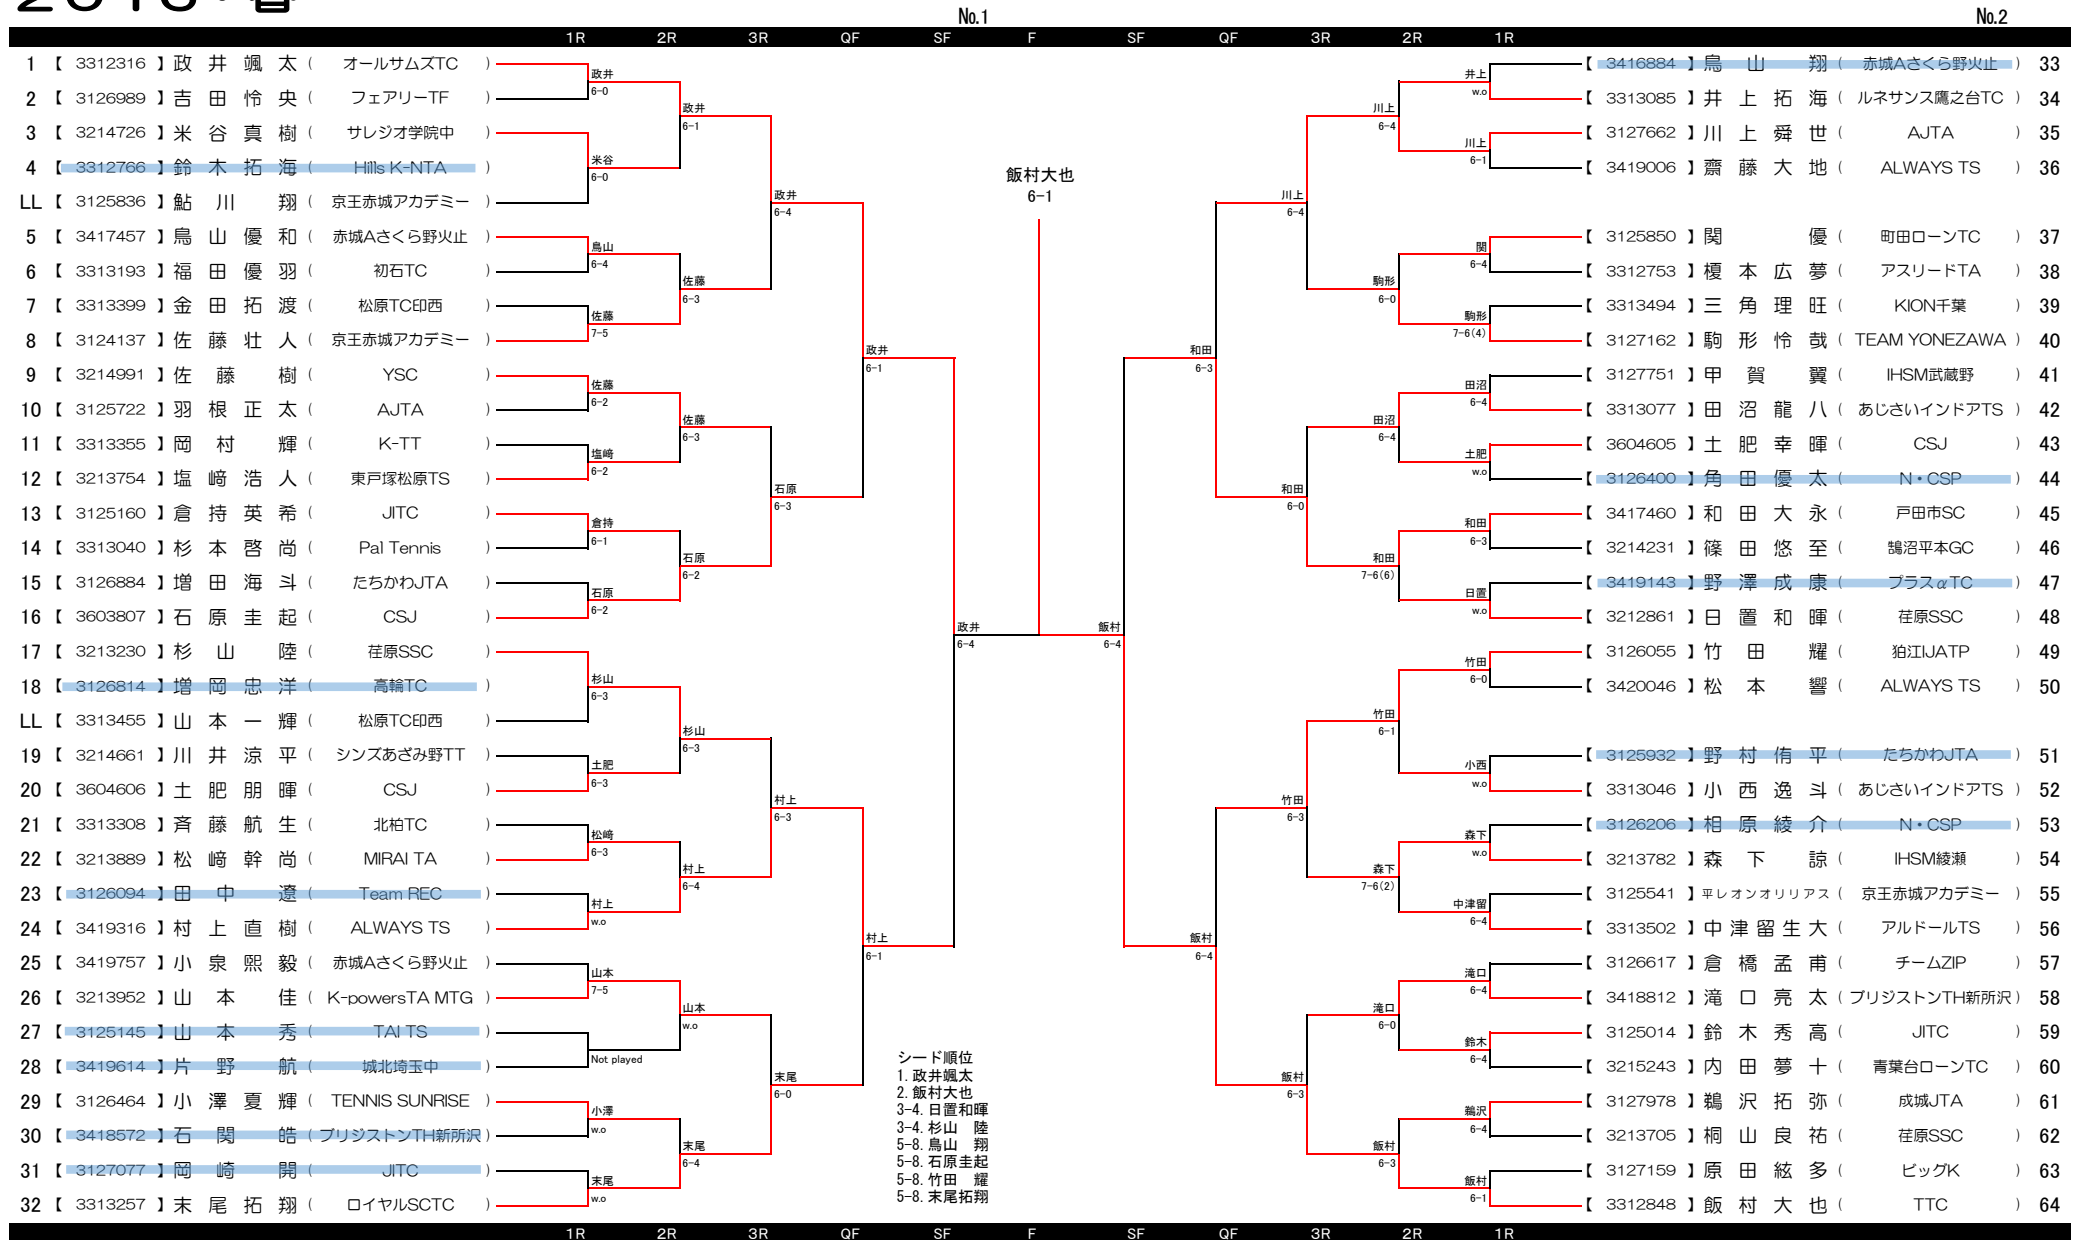 No.1
No.2
1R 2R 3R QF SF F SF QF 3R 2R 1R
1 【 3312316 】 政井颯太 ( オールサムズTC )
2 【 3126989 】 吉田怜央 ( フェアリーTF )
3 【 3214726 】 米谷真樹 ( サレジオ学院中 )
4 【 3312766 】 鈴木拓海 ( Hills K-NTA )
LL 【 3125836 】 鮎川翔 ( 京王赤城アカデミー )
5 【 3417457 】 鳥山優和 ( 赤城Aさくら野火止 )
6 【 3313193 】 福田優羽 ( 初石TC )
7 【 3313399 】 金田拓渡 ( 松原TC印西 )
8 【 3124137 】 佐藤壮人 ( 京王赤城アカデミー )
9 【 3214991 】 佐藤樹 ( YSC )
10 【 3125722 】 羽根正太 ( AJTA )
11 【 3313355 】 岡村輝 ( K-TT )
12 【 3213754 】 塩﨑浩人 ( 東戸塚松原TS )
13 【 3125160 】 倉持英希 ( JITC )
14 【 3313040 】 杉本啓尚 ( Pal Tennis )
15 【 3126884 】 増田海斗 ( たちかわJTA )
16 【 3603807 】 石原圭起 ( CSJ )
17 【 3213230 】 杉山陸 ( 荏原SSC )
18 【 3126814 】 増岡忠洋 ( 高輪TC )
LL 【 3313455 】 山本一輝 ( 松原TC印西 )
19 【 3214661 】 川井涼平 ( シンズあざみ野TT )
20 【 3604606 】 土肥朋暉 ( CSJ )
21 【 3313308 】 斉藤航生 ( 北柏TC )
22 【 3213889 】 松﨑幹尚 ( MIRAI TA )
23 【 3126094 】 田中遼 ( Team REC )
24 【 3419316 】 村上直樹 ( ALWAYS TS )
25 【 3419757 】 小泉煕毅 ( 赤城Aさくら野火止 )
26 【 3213952 】 山本佳 ( K-powersTA MTG )
27 【 3125145 】 山本秀 ( TAI TS )
28 【 3419614 】 片野航 ( 城北埼玉中 )
29 【 3126464 】 小澤夏輝 ( TENNIS SUNRISE )
30 【 3418572 】 石関皓 ( ブリジストンTH新所沢 )
31 【 3127077 】 岡崎開 ( JITC )
32 【 3313257 】 末尾拓翔 ( ロイヤルSCTC )
政井
6-0
米谷
6-0
鳥山
6-4
佐藤
7-5
佐藤
6-2
塩﨑
6-2
倉持
6-1
石原
6-2
杉山
6-3
土肥
6-3
松﨑
6-3
村上
w.o
山本
7-5
Not played
小澤
w.o
末尾
w.o
政井
6-1
佐藤
6-3
佐藤
6-3
石原
6-2
杉山
6-3
村上
6-4
山本
w.o
末尾
6-4
政井
6-4
石原
6-3
村上
6-3
末尾
6-0
政井
6-1
村上
6-1
政井
6-4
飯村大也
6-1
飯村
6-4
和田
6-3
飯村
6-4
川上
6-4
和田
6-0
竹田
6-3
飯村
6-3
川上
6-4
駒形
6-0
田沼
6-4
和田
7-6(6)
竹田
6-1
森下
7-6(2)
滝口
6-0
飯村
6-3
井上
w.o
川上
6-1
関
6-4
駒形
7-6(4)
田沼
6-4
土肥
w.o
和田
6-3
日置
w.o
竹田
6-0
小西
w.o
森下
w.o
中津留
6-4
滝口
6-4
鈴木
6-4
鵜沢
6-4
飯村
6-1
【 3416884 】 鳥山翔 ( 赤城Aさくら野火止 ) 33
【 3313085 】 井上拓海 ( ルネサンス鷹之台TC ) 34
【 3127662 】 川上舜世 ( AJTA ) 35
【 3419006 】 齋藤大地 ( ALWAYS TS ) 36
【 3125850 】 関優 ( 町田ローンTC ) 37
【 3312753 】 榎本広夢 ( アスリードTA ) 38
【 3313494 】 三角理旺 ( KION千葉 ) 39
【 3127162 】 駒形怜哉 ( TEAM YONEZAWA ) 40
【 3127751 】 甲賀翼 ( IHSM武蔵野 ) 41
【 3313077 】 田沼龍八 ( あじさいインドアTS ) 42
【 3604605 】 土肥幸暉 ( CSJ ) 43
【 3126400 】 角田優太 ( N・CSP ) 44
【 3417460 】 和田大永 ( 戸田市SC ) 45
【 3214231 】 篠田悠至 ( 鵠沼平本GC ) 46
【 3419143 】 野澤成康 ( プラスαTC ) 47
【 3212861 】 日置和暉 ( 荏原SSC ) 48
【 3126055 】 竹田耀 ( 狛江IJATP ) 49
【 3420046 】 松本響 ( ALWAYS TS ) 50
【 3125932 】 野村侑平 ( たちかわJTA ) 51
【 3313046 】 小西逸斗 ( あじさいインドアTS ) 52
【 3126206 】 相原綾介 ( N・CSP ) 53
【 3213782 】 森下諒 ( IHSM綾瀬 ) 54
【 3125541 】 平レオンオリリアス ( 京王赤城アカデミー ) 55
【 3313502 】 中津留生大 ( アルドールTS ) 56
【 3126617 】 倉橋孟甫 ( チームZIP ) 57
【 3418812 】 滝口亮太 ( ブリジストンTH新所沢 ) 58
【 3125014 】 鈴木秀高 ( JITC ) 59
【 3215243 】 内田夢十 ( 青葉台ローンTC ) 60
【 3127978 】 鵜沢拓弥 ( 成城JTA ) 61
【 3213705 】 桐山良祐 ( 荏原SSC ) 62
【 3127159 】 原田絃多 ( ビッグK ) 63
【 3312848 】 飯村大也 ( TTC ) 64
シード順位
1. 政井颯太
2. 飯村大也
3-4. 日置和暉
3-4. 杉山 陸
5-8. 鳥山 翔
5-8. 石原圭起
5-8. 竹田 耀
5-8. 末尾拓翔
1R 2R 3R QF SF F SF QF 3R 2R 1R